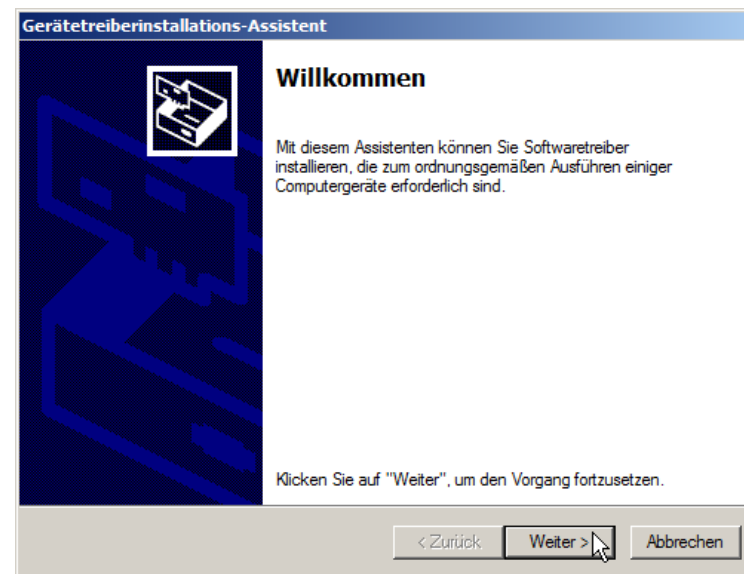 Gerätetreiberinstallations-Assistent
Willkommen
Mit diesem Assistenten können Sie Softwaretreiber
installieren, die zum ordnungsgemäßen Ausführen einiger
Computergeräte erforderlich sind.
Klicken Sie auf "Weiter", um den Vorgang fortzusetzen.
< Zurück
Weiter >
Abbrechen